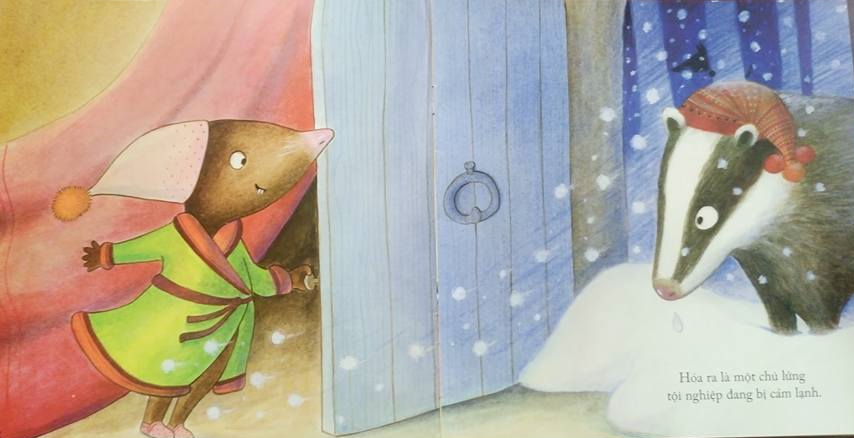 Hóa ra là một chú lửng
tội nghiệp đang bị cảm lạnh.